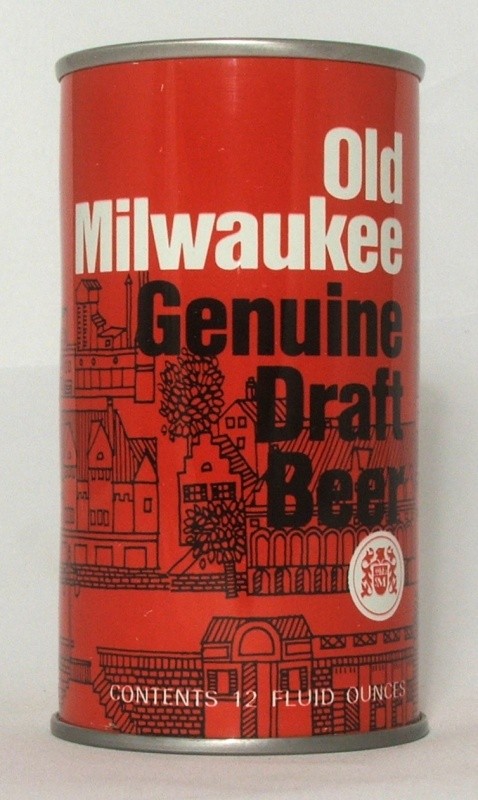 Old
Milwaukee
Genuine
Draft
Beer
CONTENTS 12 FLUID OUNCES